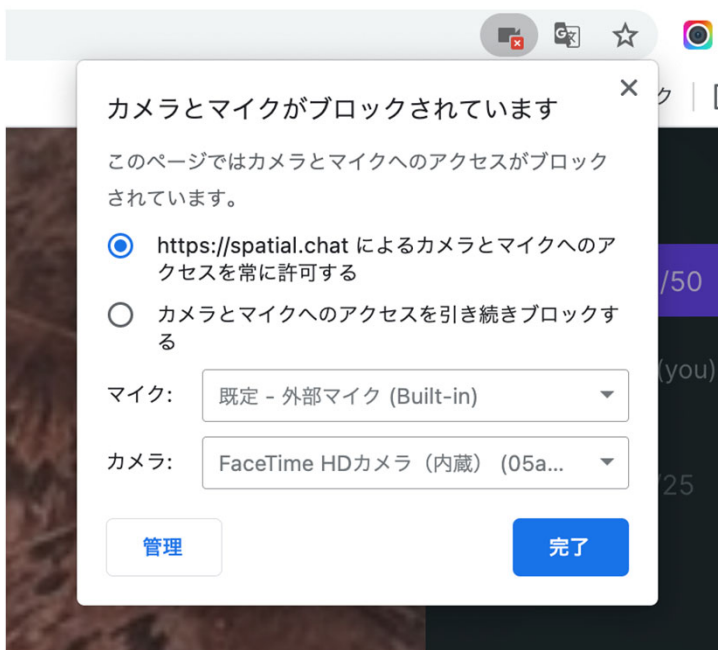 カメラとマイクがブロックされています
ク
このページではカメラとマイクへのアクセスがブロック
されています。
https://spatial.chat によるカメラとマイクへのア
クセスを常に許可する
/50
カメラとマイクへのアクセスを引き続きブロックす
る
(you)
マイク: 既定 - 外部マイク (Built-in)
カメラ: FaceTime HDカメラ（内蔵） (05a...
/25
管理 完了